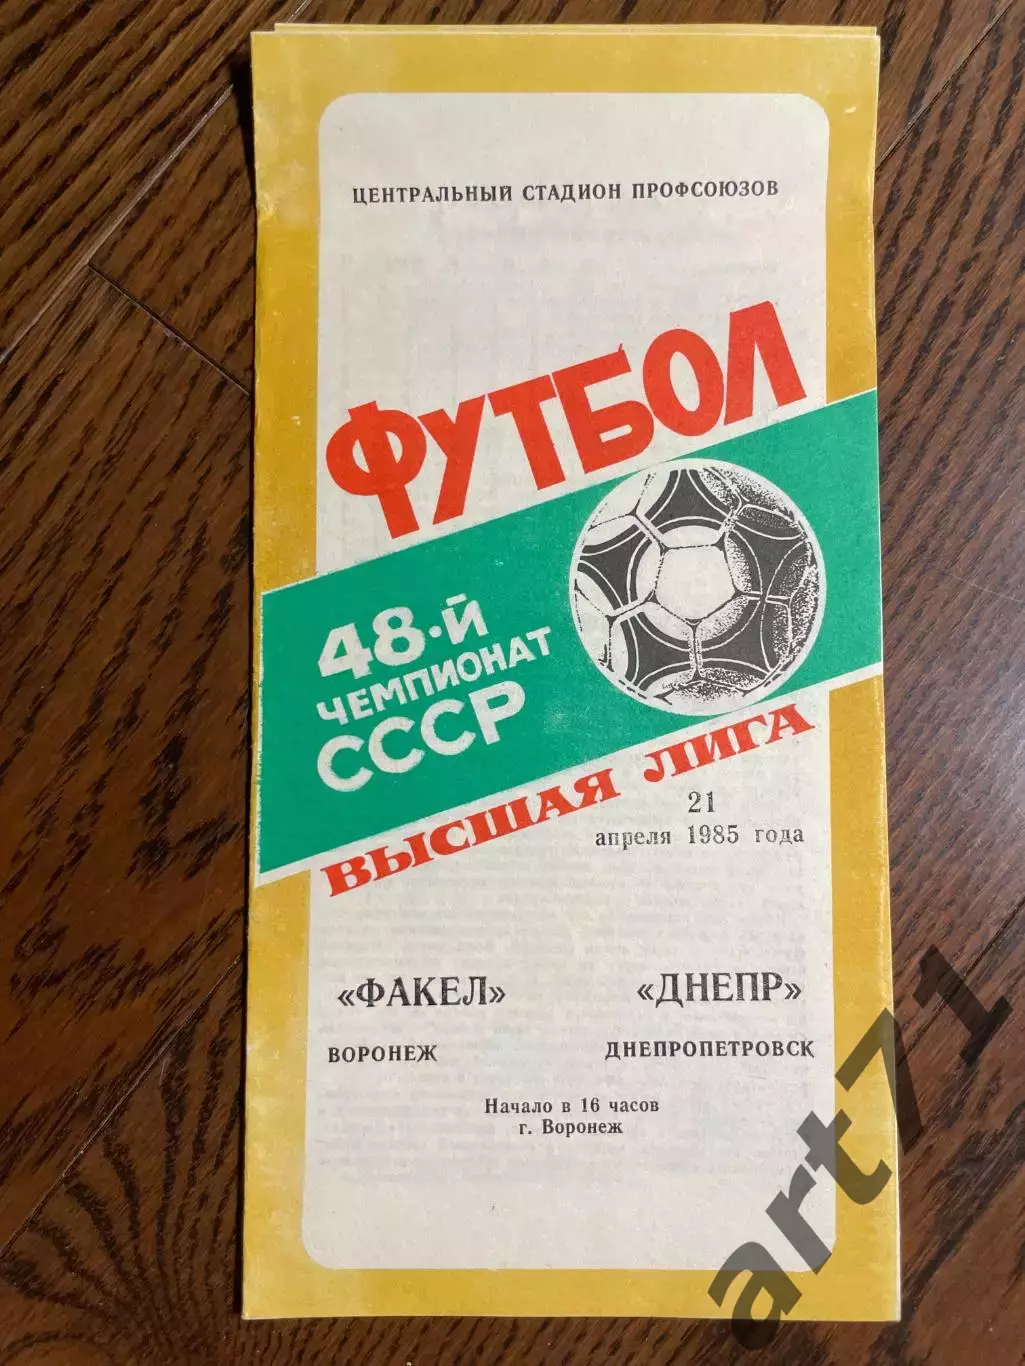 ЦЕНТРАЛЬНЫЙ СТАДИОН ПРОФСОЮЗОВ
ФУТБОЛ
48-Й
ЧЕМПИОНАТ
СССР
ВЫСШАЯ ЛИГА
21
апреля 1985 года
«ФАКЕЛ» «ДНЕПР»
ВОРОНЕЖ ДНЕПРОПЕТРОВСК
Начало в 16 часов
г. Воронеж
art71